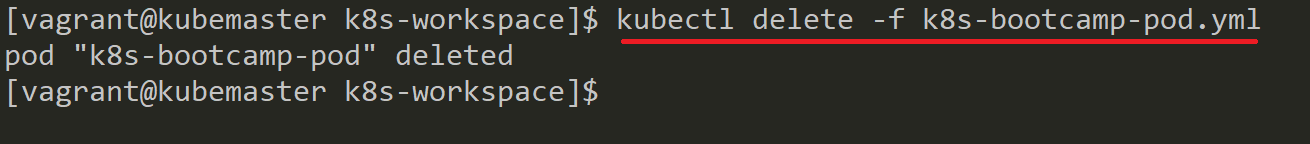 [vagrant@kubemaster k8s-workspace]$ kubectl delete -f k8s-bootcamp-pod.yml
pod "k8s-bootcamp-pod" deleted
[vagrant@kubemaster k8s-workspace]$